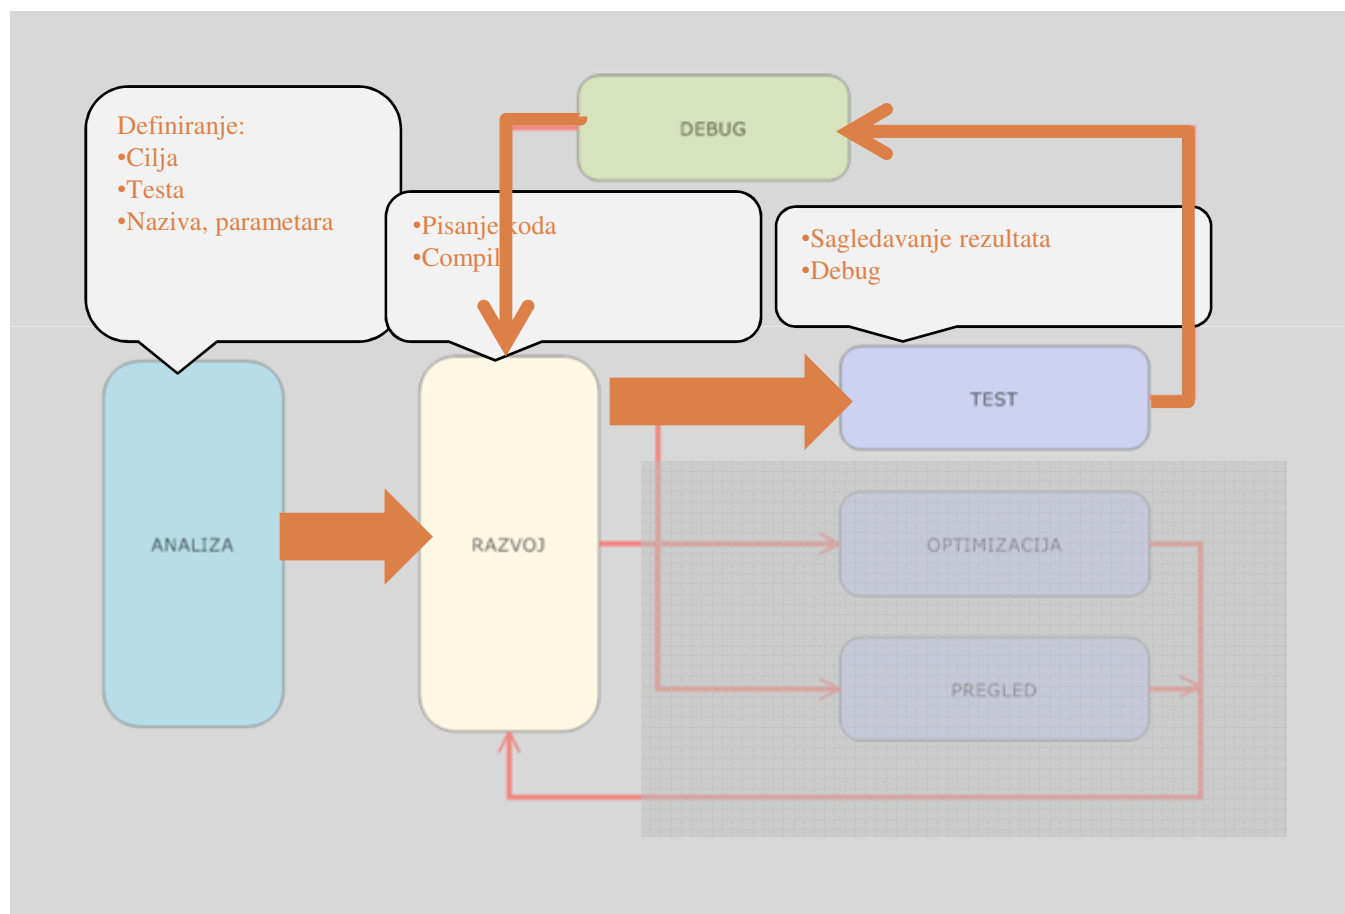 DEBUG
Definiranje:
•Cilja
•Testa
•Naziva, parametara
•Pisanje koda
•Compil
•Sagledavanje rezultata
•Debug
TEST
ANALIZA
RAZVOJ
OPTIMIZACIJA
PREGLED